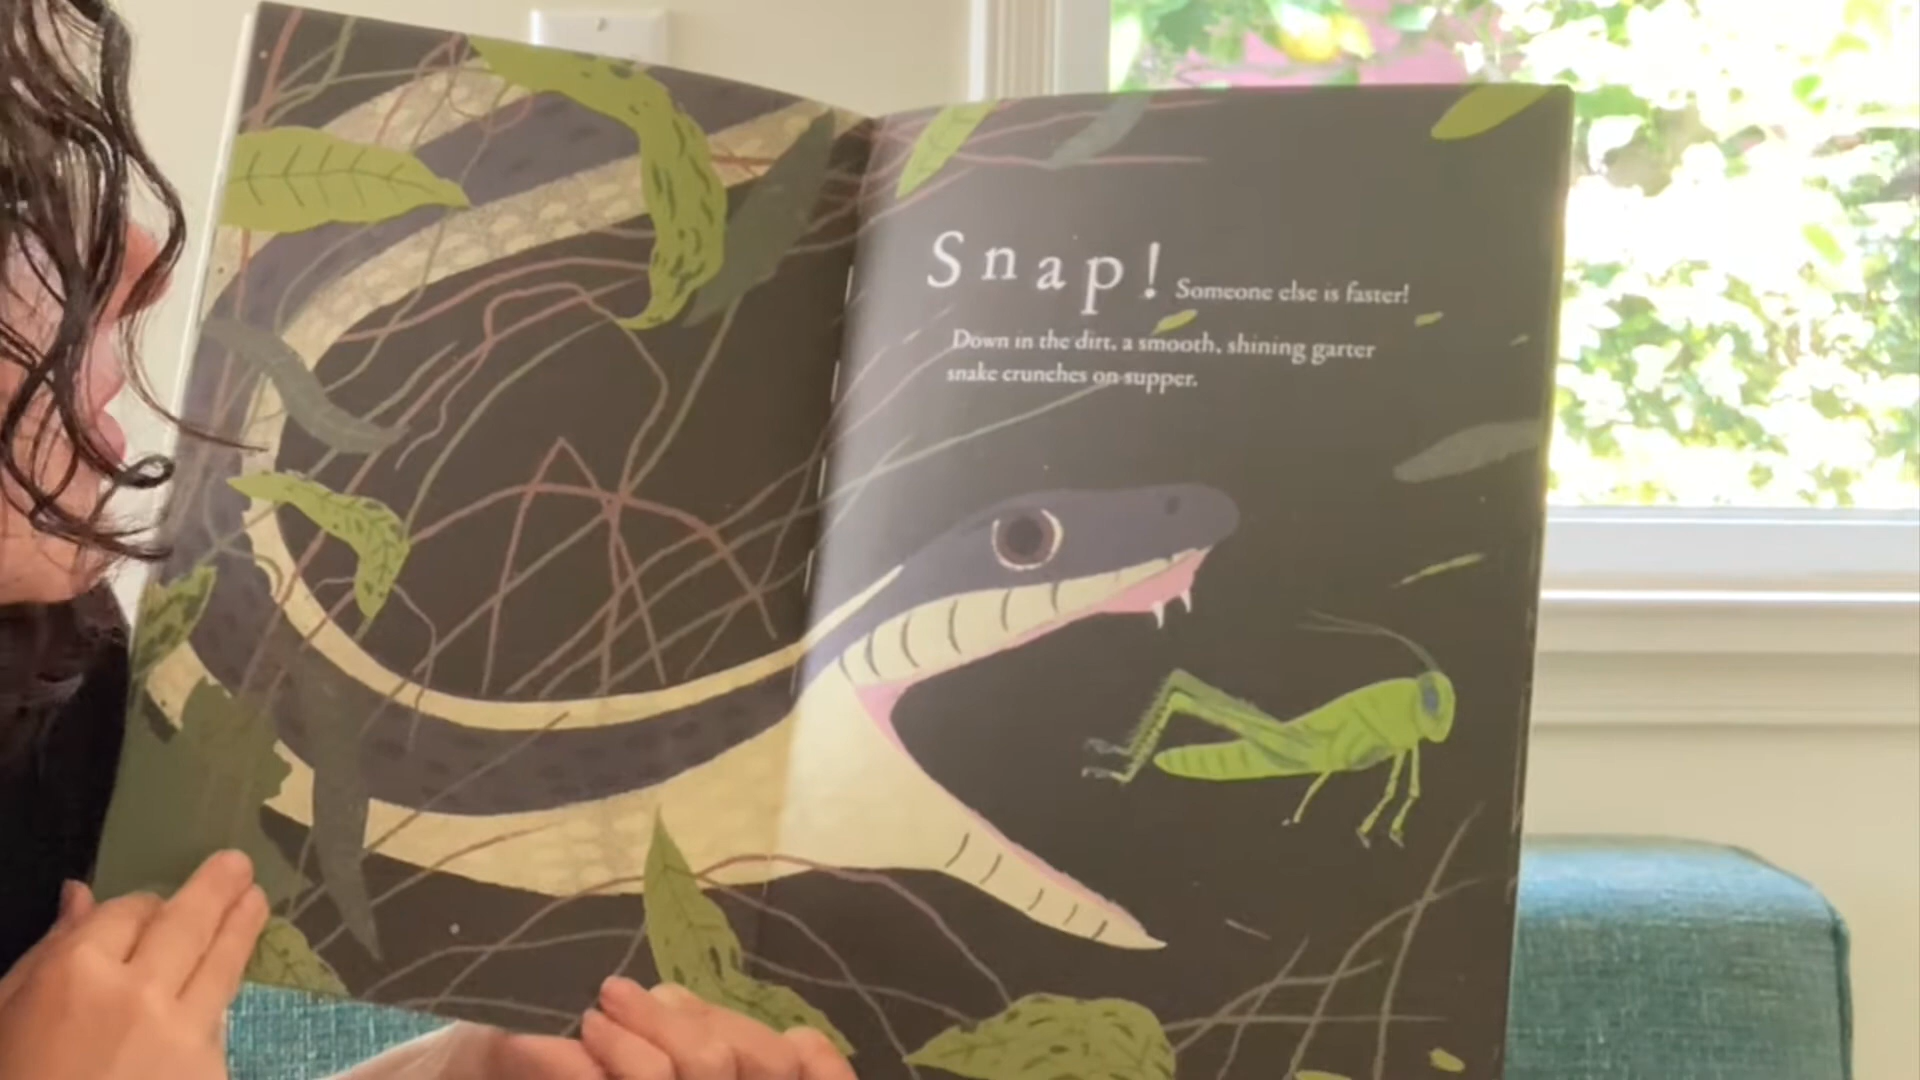 Snap! Someone else is faster!
Down in the dirt, a smooth, shining garter
snake crunches on supper.